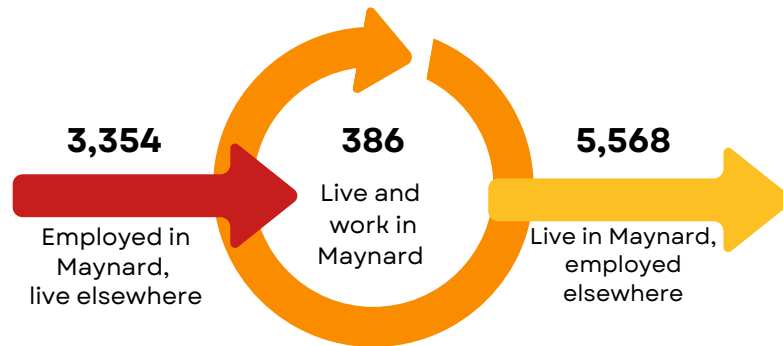 3,354
Employed in
Maynard,
live elsewhere
386
Live and
work in
Maynard
5,568
Live in Maynard,
employed
elsewhere